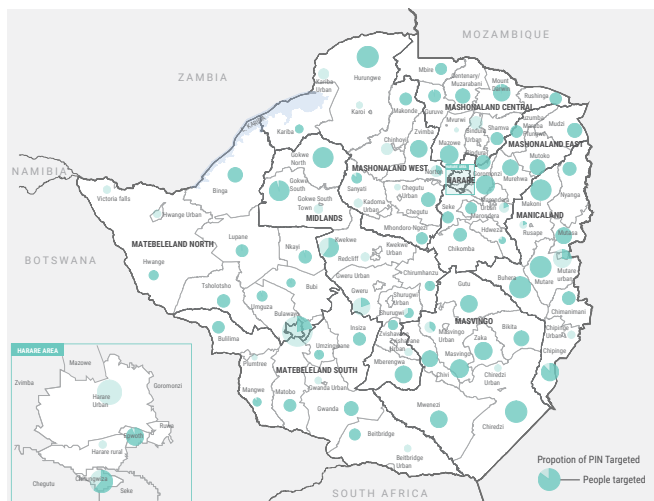 MOZAMBIQUE
ZAMBIA
NAMIBIA
BOTSWANA
SOUTH AFRICA
Kariba
Urban
Hurungwe
Mbire
Centenary/
Muzarabani
Mount
Darwin
Rushinga
MASHONALAND CENTRAL
Karoi
Makonde
Guruve
Mvurwi
Bindura
Urban
Shamva
Mudzi
Kariba
Kariba
Chinhoyi
Zvimba
Mazowe
MASHONALAND EAST
Gokwe
North
MASHONALAND WEST
HARARE
Goromonzi
Murehwa
Mutoko
Binga
Gokwe
South
Sanyati
Chegutu
Urban
Nyanga
Victoria falls
Gokwe South
Town
Kadoma
Urban
Chegutu
Seke
Marondera
Makoni
Hwange Urban
MIDLANDS
MANICALAND
Mhondoro-Ngezi
Hdweza
Rusape
Mutasa
MATEBELELAND NORTH
Lupane
Nkayi
Kwekwe
Kwekwe
Urban
Chikomba
Redcliff
Mutare
urban
Hwange
Gweru Urban
Chirumhanzu
Buhera
Mutare
Tsholotsho
Bubi
Gweru
Shurugwi
Urban
Gutu
Umguza
Bulawayo
Shurugwi
MASVINGO
Chimanimani
Bulilima
Insiza
Zvishavane
Zvishavane
Urban
Masvingo
Urban
Bikita
Chipinge
Urban
Umzingwane
Zaka
Plumtree
MATEBELELAND SOUTH
Mberengwa
Masvingo
Chipinge
Chivi
Chiredzi
Urban
Mangwe
Matobo
Gwanda Urban
Gwanda
Mwenezi
Chiredzi
Beitbridge
Beitbridge
Urban
HARARE AREA
Mazowe
Zvimba
Goromonzi
Harare
Urban
Epworth
Ruwa
Harare rural
Chitungwiza
Chegutu
Seke
Propotion of PIN Targeted
People targeted